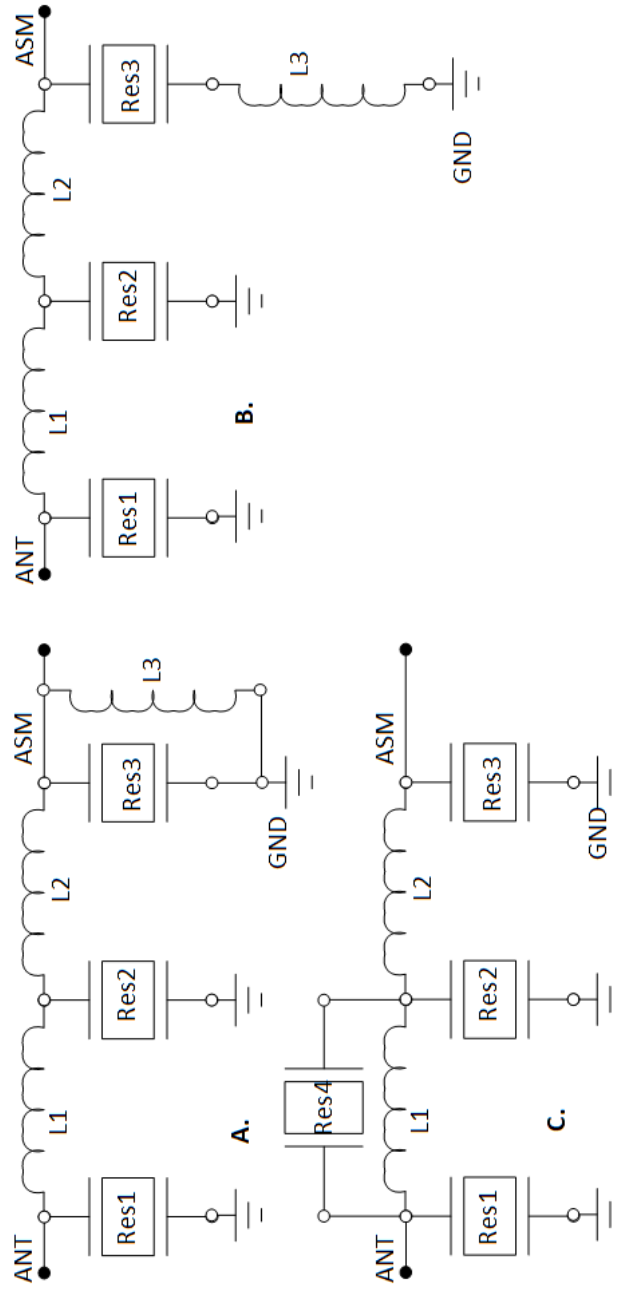 ANT
L1
L2
ASM
Res1
Res2
Res3
L3
GND
A.
ANT
L1
L2
ASM
Res1
Res2
Res3
L3
GND
B.
Res4
ANT
L1
L2
ASM
Res1
Res2
Res3
GND
C.